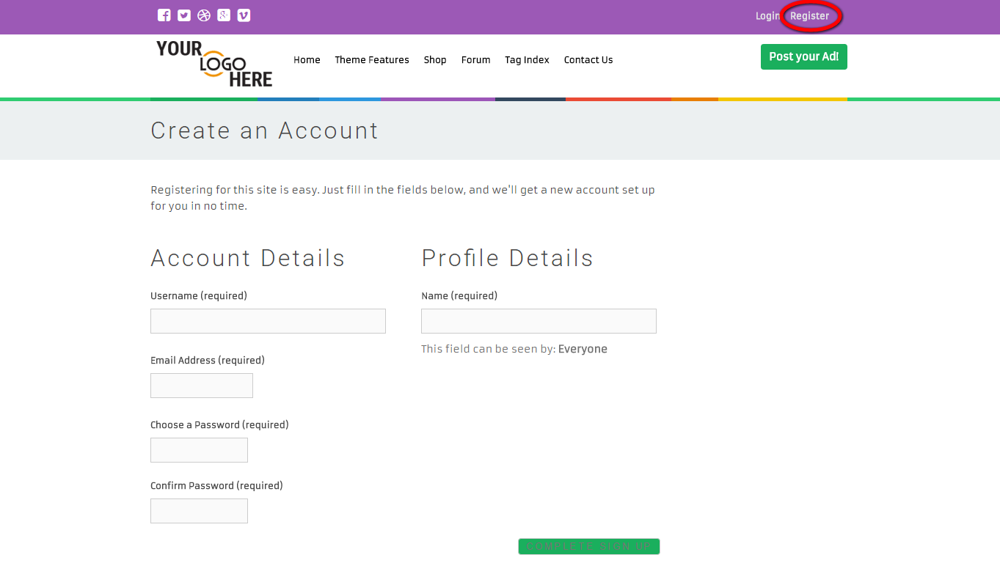 Login Register
YOUR
LOGO
HERE
Home Theme Features Shop Forum Tag Index Contact Us
Post your Ad!
Create an Account
Registering for this site is easy. Just fill in the fields below, and we'll get a new account set up
for you in no time.
Account Details
Profile Details
Username (required)
Name (required)
This field can be seen by: Everyone
Email Address (required)
Choose a Password (required)
Confirm Password (required)
COMPLETE SIGN UP